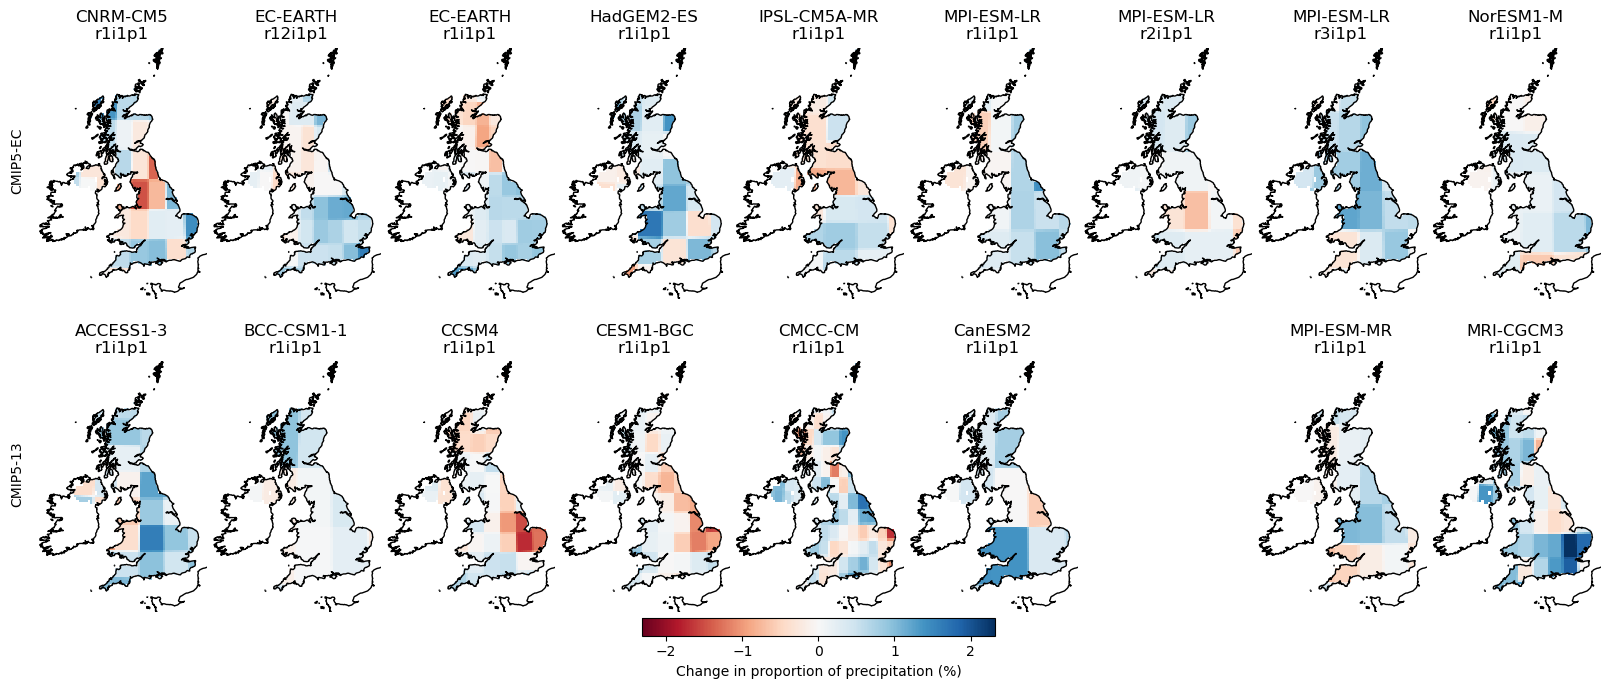 CNRM-CM5 EC-EARTH EC-EARTH HadGEM2-ES IPSL-CM5A-MR MPI-ESM-LR MPI-ESM-LR MPI-ESM-LR NorESM1-M
r1i1p1 r12i1p1 r1i1p1 r1i1p1 r1i1p1 r1i1p1 r2i1p1 r3i1p1 r1i1p1
CMIP5-EC
ACCESS1-3 BCC-CSM1-1 CCSM4 CESM1-BGC CMCC-CM CanESM2 MPI-ESM-MR MRI-CGCM3
r1i1p1 r1i1p1 r1i1p1 r1i1p1 r1i1p1 r1i1p1 r1i1p1 r1i1p1
CMIP5-13
−2 −1 0 1 2
Change in proportion of precipitation (%)